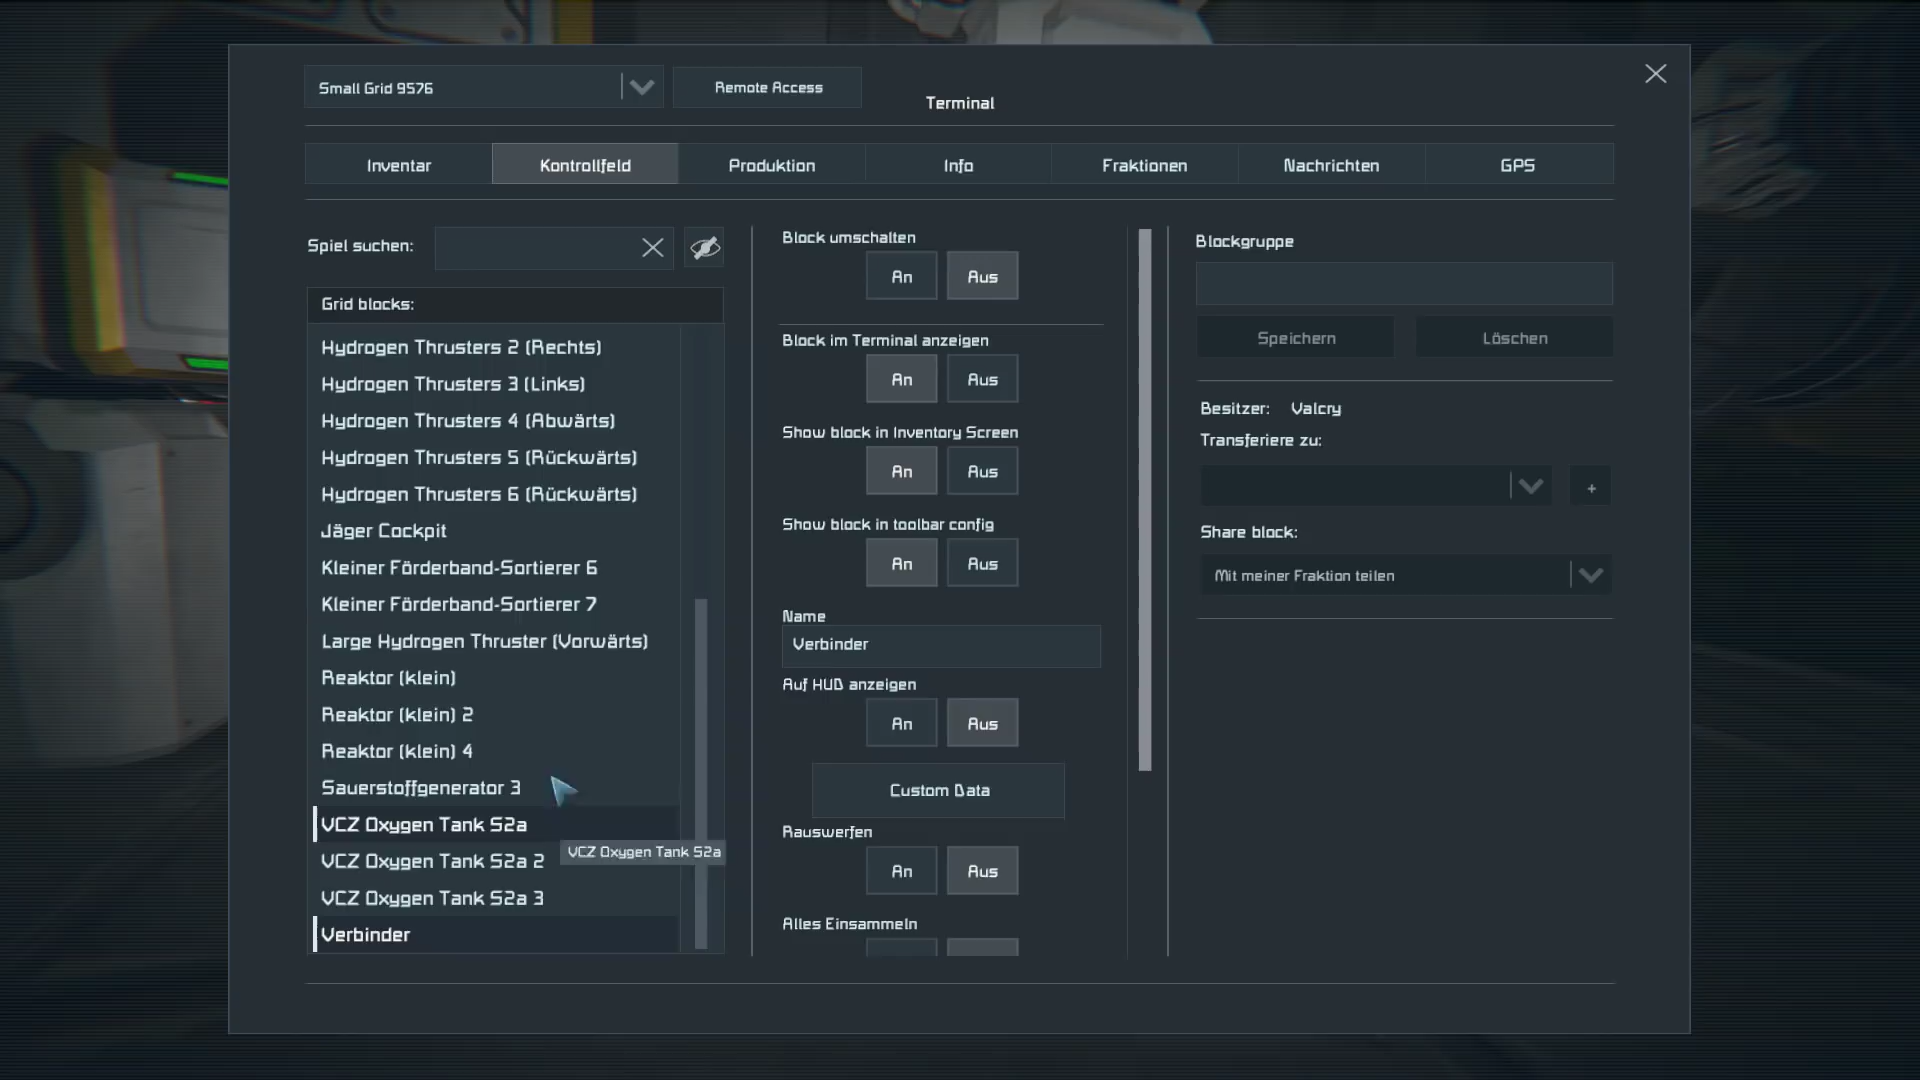 Small Grid 9576
Remote Access
Terminal
Inventar
Kontrollfeld
Produktion
Info
Fraktionen
Nachrichten
GPS
Spiel suchen:
Grid blocks:
Hydrogen Thrusters 2 (Rechts)
Hydrogen Thrusters 3 (Links)
Hydrogen Thrusters 4 (Abwärts)
Hydrogen Thrusters 5 (Rückwärts)
Hydrogen Thrusters 6 (Rückwärts)
Jäger Cockpit
Kleiner Förderband-Sortierer 6
Kleiner Förderband-Sortierer 7
Large Hydrogen Thruster (Vorwärts)
Reaktor (klein)
Reaktor (klein) 2
Reaktor (klein) 4
Sauerstoffgenerator 3
VCZ Oxygen Tank S2a
VCZ Oxygen Tank S2a
VCZ Oxygen Tank S2a 2
VCZ Oxygen Tank S2a 3
Verbinder
Block umschalten
An Aus
Block im Terminal anzeigen
An Aus
Show block in Inventory Screen
An Aus
Show block in toolbar config
An Aus
Name
Verbinder
Auf HUD anzeigen
An Aus
Custom Data
Rauswerfen
An Aus
Alles Einsammeln
Blockgruppe
Speichern
Löschen
Besitzer: Valcry
Transferiere zu:
+
Share block:
Mit meiner Fraktion teilen